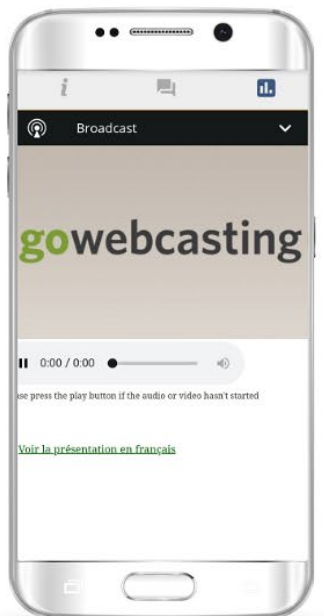 i
Broadcast
gowebcasting
0:00 / 0:00
se press the play button if the audio or video hasn't started
Voir la présentation en français